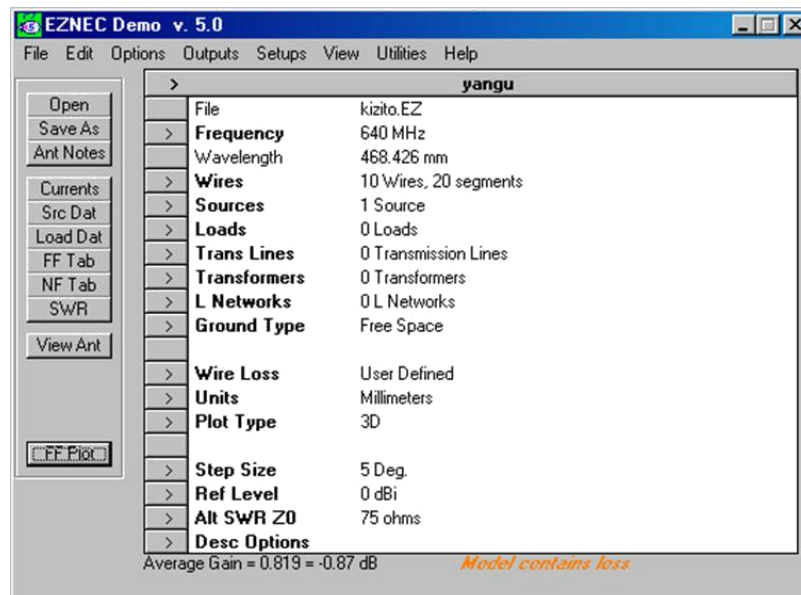 EZNEC Demo v. 5.0
File Edit Options Outputs Setups View Utilities Help
> yangu
Open
Save As
Ant Notes
Currents
Src Dat
Load Dat
FF Tab
NF Tab
SWR
View Ant
FF Plot
File kizito.EZ
> Frequency 640 MHz
Wavelength 468.426 mm
> Wires 10 Wires, 20 segments
> Sources 1 Source
> Loads 0 Loads
> Trans Lines 0 Transmission Lines
> Transformers 0 Transformers
> L Networks 0 L Networks
> Ground Type Free Space
> Wire Loss User Defined
> Units Millimeters
> Plot Type 3D
> Step Size 5 Deg.
> Ref Level 0 dBi
> Alt SWR Z0 75 ohms
> Desc Options
Average Gain = 0.819 = -0.87 dB Model contains loss